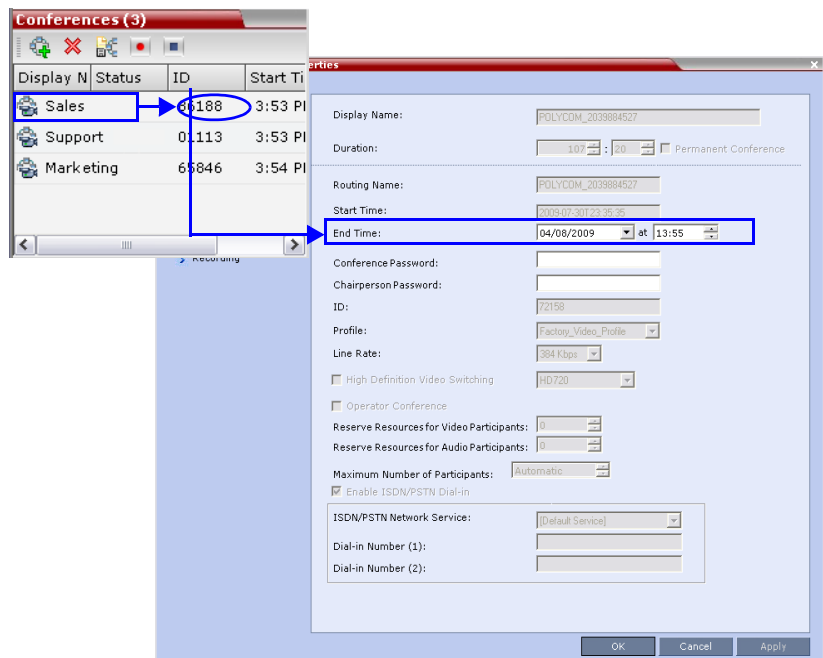 Conferences (3)
Display N Status ID Start Ti
Sales 86188 3:53 P
Support 01113 3:53 P
Marketing 65846 3:54 P
erties
Display Name: POLYCOM_2039884527
Duration: 107 : 20 Permanent Conference
Routing Name: POLYCOM_2039884527
Start Time: 2009-07-30T23:35:35
End Time: 04/08/2009 at 13:55
Recording
Conference Password:
Chairperson Password:
ID: 72158
Profile: Factory_Video_Profile
Line Rate: 384 Kbps
High Definition Video Switching HD720
Operator Conference
Reserve Resources for Video Participants: 0
Reserve Resources for Audio Participants: 0
Maximum Number of Participants: Automatic
Enable ISDN/PSTN Dial-in
ISDN/PSTN Network Service: [Default Service]
Dial-in Number (1):
Dial-in Number (2):
OK Cancel Apply